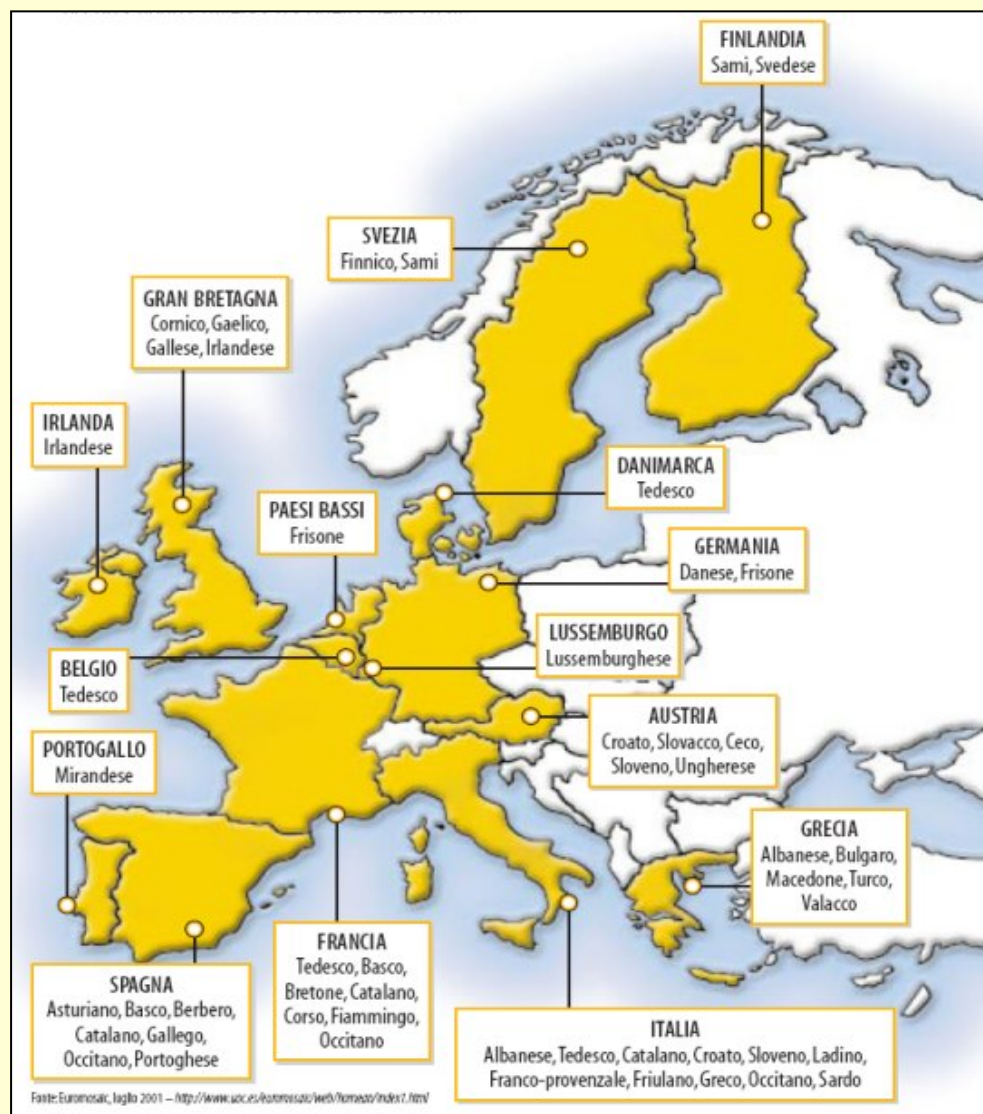 FINLANDIA
Sami, Svedese
SVEZIA
Finnico, Sami
GRAN BRETAGNA
Cornico, Gaelico,
Gallese, Irlandese
IRLANDA
Irlandese
DANIMARCA
Tedesco
PAESI BASSI
Frisone
GERMANIA
Danese, Frisone
LUSSEMBURGO
Lussemburghese
BELGIO
Tedesco
AUSTRIA
Croato, Slovacco, Ceco,
Sloveno, Ungherese
PORTOGALLO
Mirandese
GRECIA
Albanese, Bulgaro,
Macedone, Turco,
Valacco
FRANCIA
Tedesco, Basco,
Bretone, Catalano,
Corso, Fiammingo,
Occitano
SPAGNA
Asturiano, Basco, Berbero,
Catalano, Gallego,
Occitano, Portoghese
ITALIA
Albanese, Tedesco, Catalano, Croato, Sloveno, Ladino,
Franco-provenzale, Friulano, Greco, Occitano, Sardo
Fonte: Euromosaic, luglio 2001 –